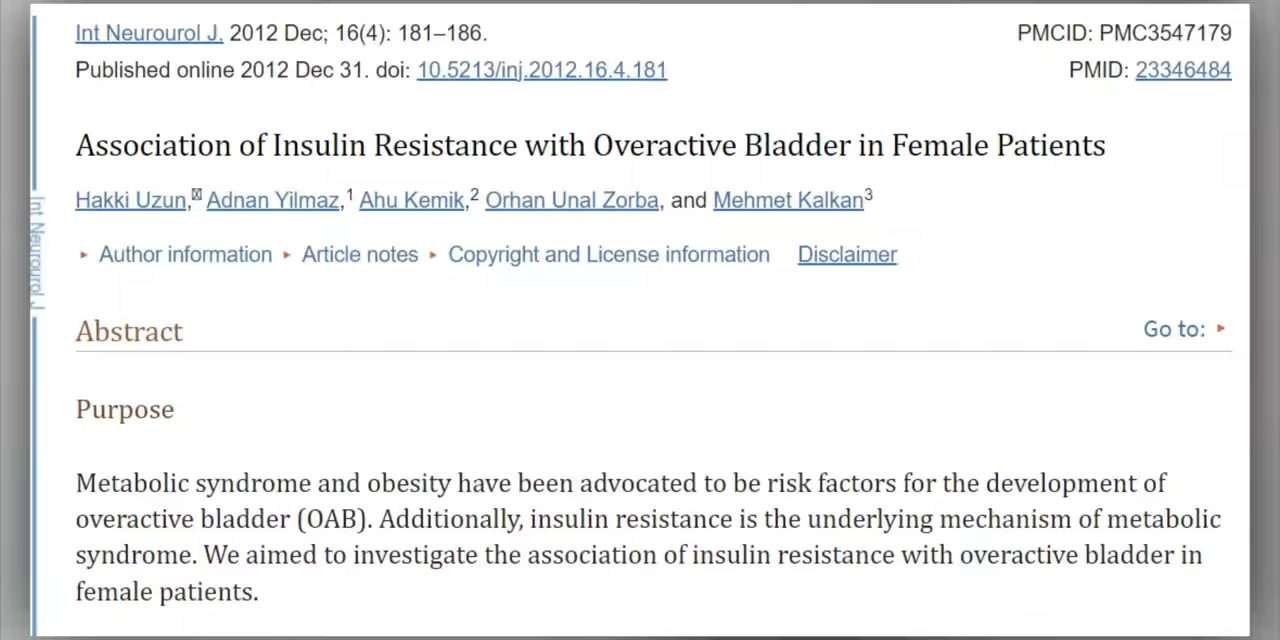 Int Neurourol J. 2012 Dec; 16(4): 181–186.
PMCID: PMC3547179
Published online 2012 Dec 31. doi: 10.5213/inj.2012.16.4.181
PMID: 23346484
Association of Insulin Resistance with Overactive Bladder in Female Patients
Hakki Uzun, Adnan Yilmaz,1 Ahu Kemik,2 Orhan Unal Zorba, and Mehmet Kalkan3
Int Neurourol J
▸ Author information ▸ Article notes ▸ Copyright and License information Disclaimer
Abstract
Go to: ▸
Purpose
Metabolic syndrome and obesity have been advocated to be risk factors for the development of
overactive bladder (OAB). Additionally, insulin resistance is the underlying mechanism of metabolic
syndrome. We aimed to investigate the association of insulin resistance with overactive bladder in
female patients.